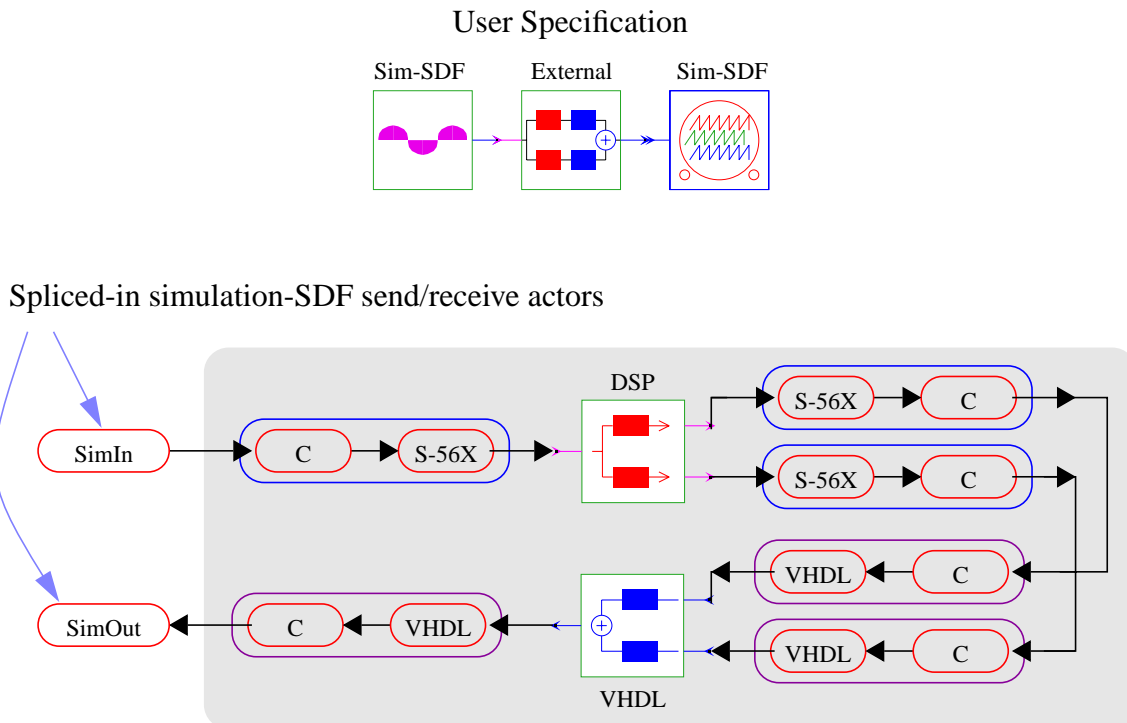 User Specification
Sim-SDF External Sim-SDF
Spliced-in simulation-SDF send/receive actors
DSP
S-56X C
SimIn C S-56X
S-56X C
VHDL C
SimOut C VHDL
VHDL C
VHDL